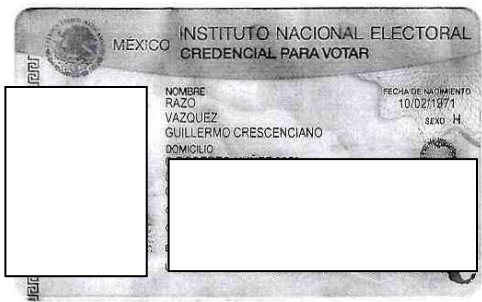 MÉXICO INSTITUTO NACIONAL ELECTORAL
CREDENCIAL PARA VOTAR
NOMBRE
RAZO
VAZQUEZ
GUILLERMO CRESCENCIANO
FECHA DE NACIMIENTO
10/02/1971
SEXO H
DOMICILIO